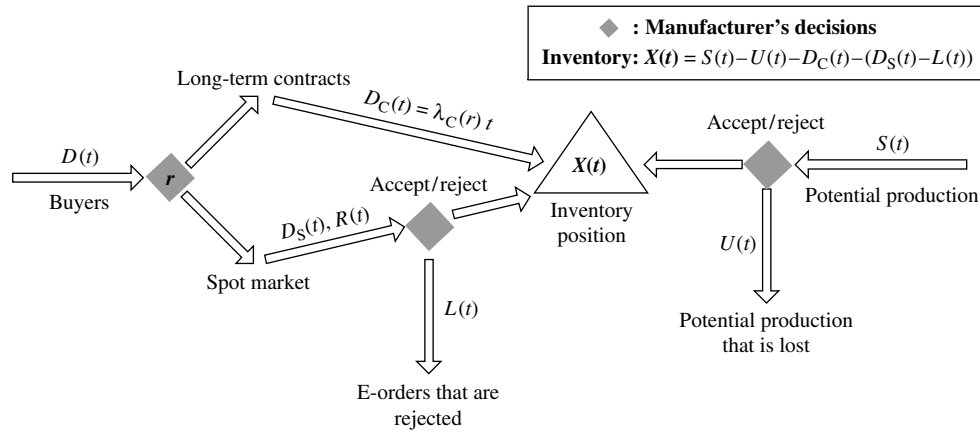 : Manufacturer's decisions
Inventory: X(t) = S(t)–U(t)–D_C(t)–(D_S(t)–L(t))
Long-term contracts
D_C(t) = λ_C(r) t
D(t)
Buyers
r
Accept/reject
X(t)
Inventory
position
Accept/reject
S(t)
Potential production
D_S(t), R(t)
Spot market
U(t)
L(t)
Potential production
that is lost
E-orders that are
rejected